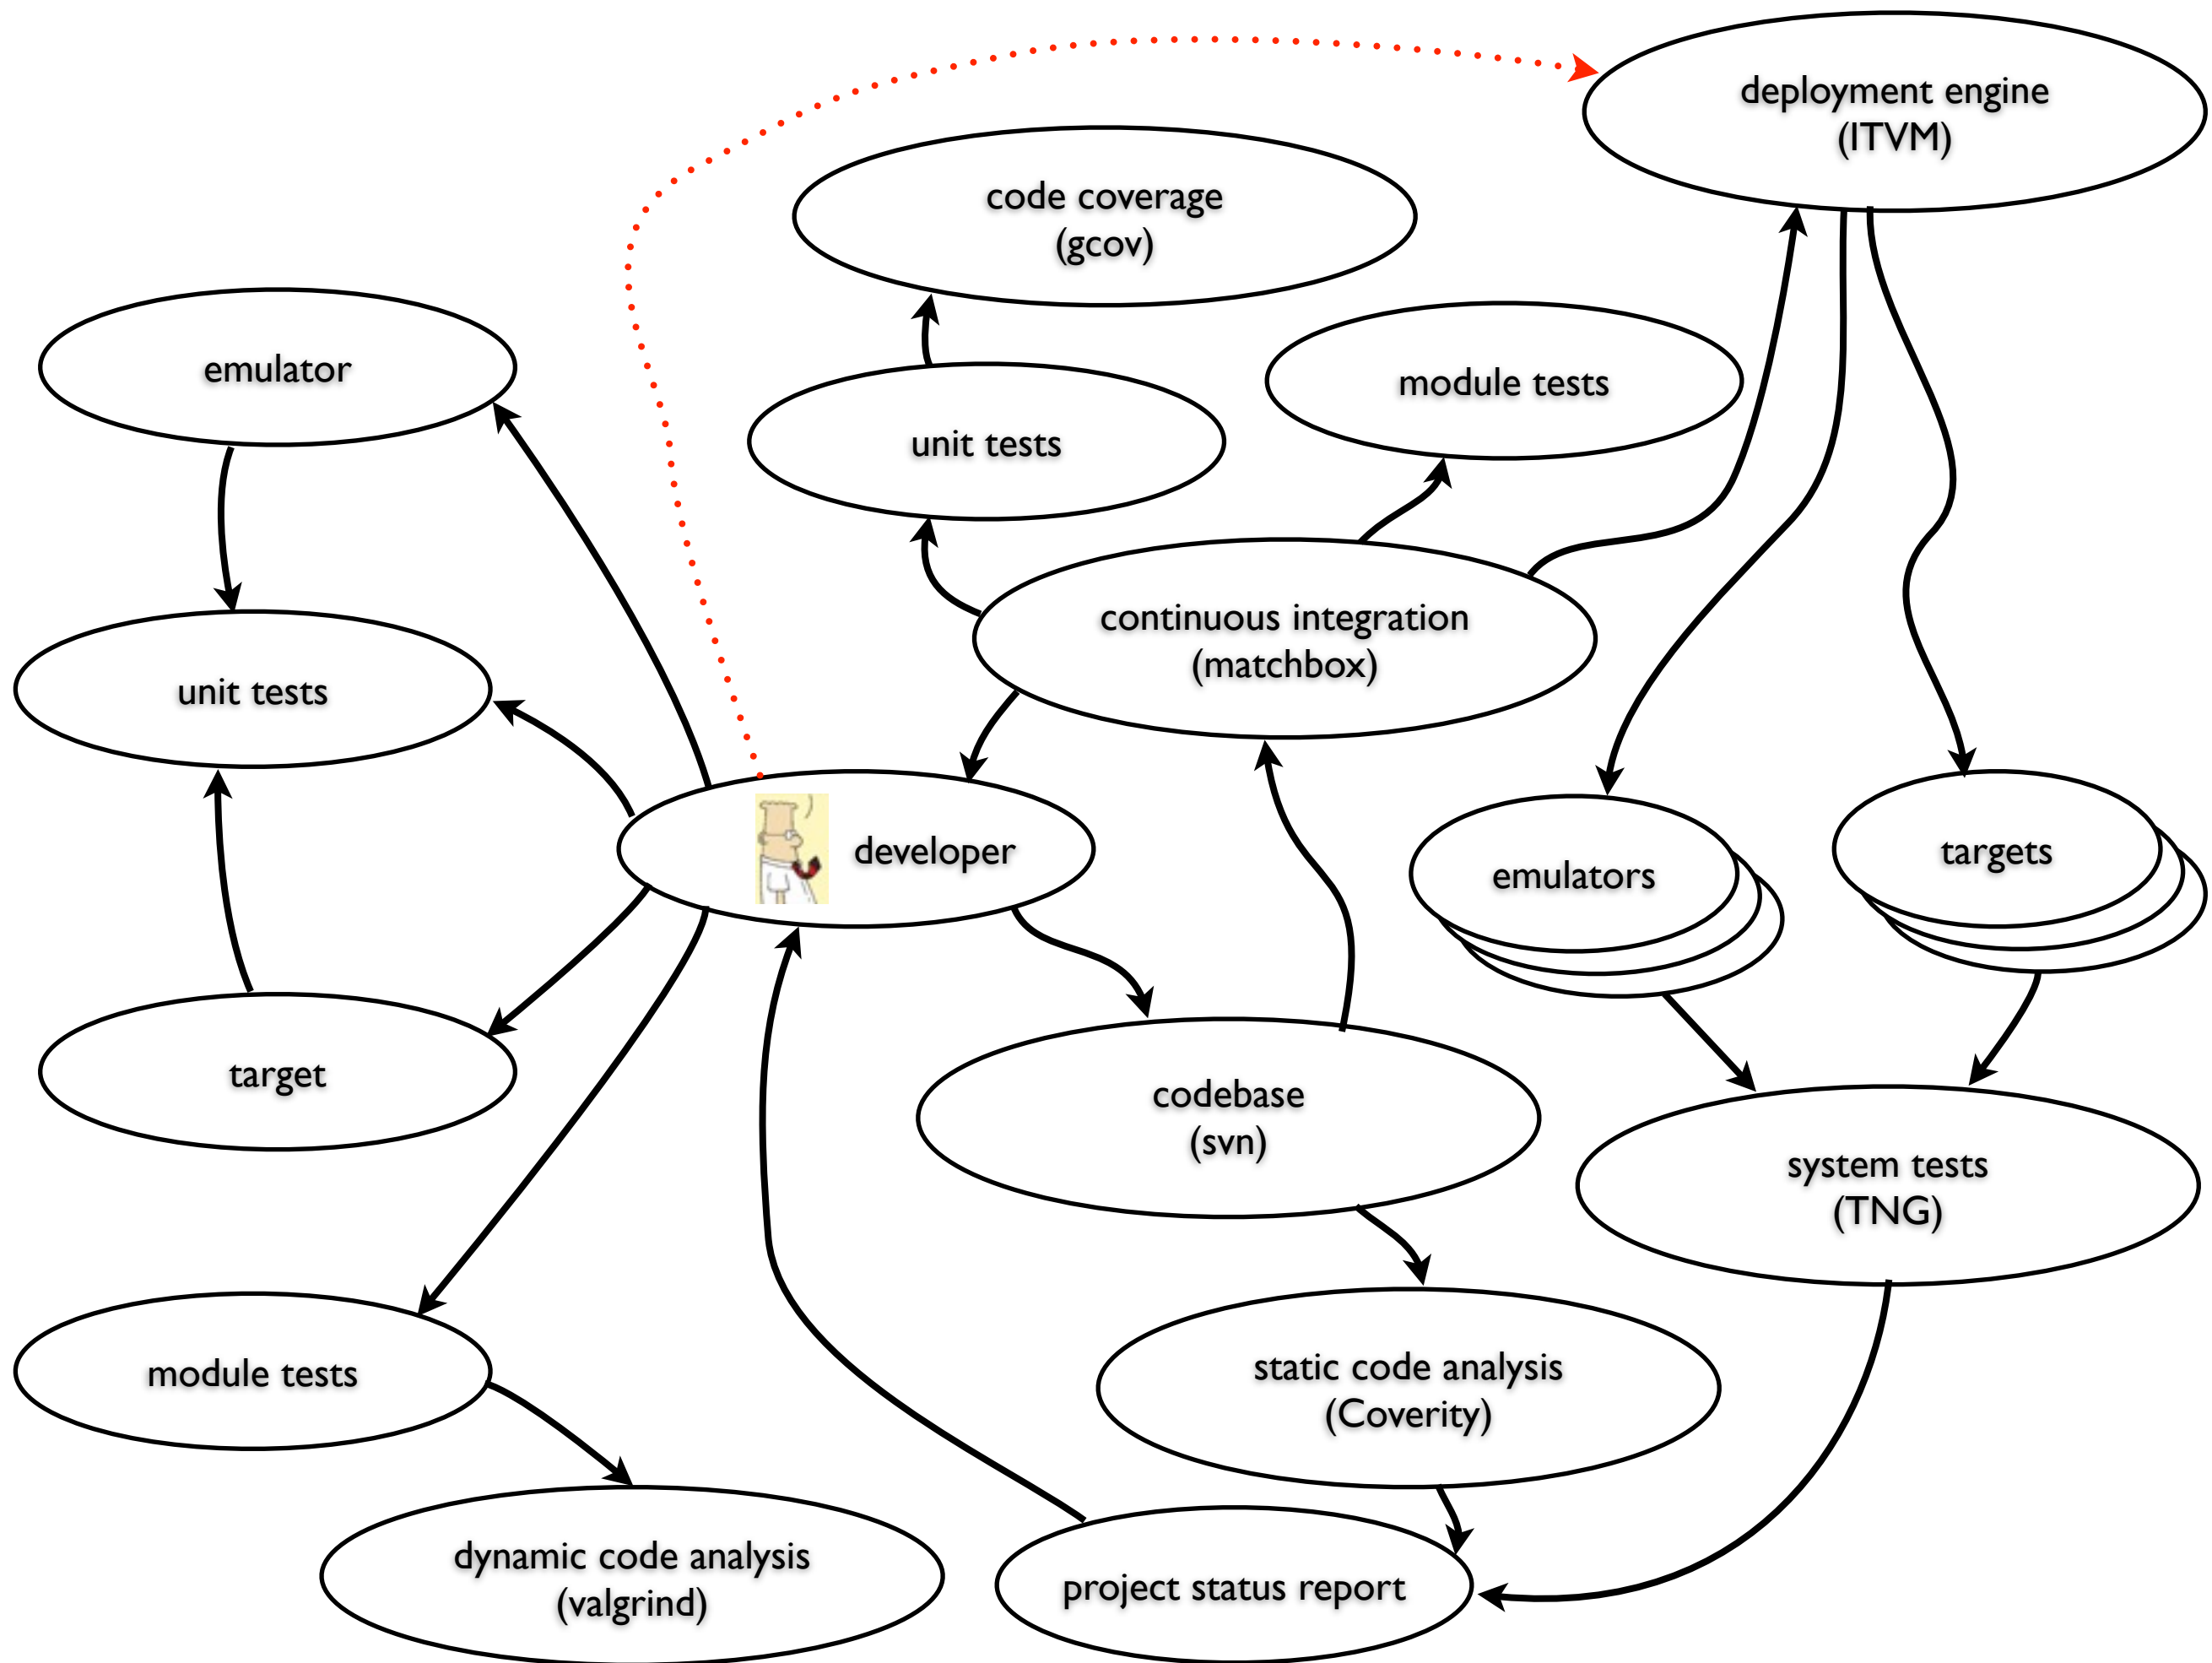 deployment engine
(ITVM)
code coverage
(gcov)
emulator
module tests
unit tests
continuous integration
(matchbox)
unit tests
developer
emulators
targets
target
codebase
(svn)
system tests
(TNG)
module tests
static code analysis
(Coverity)
dynamic code analysis
(valgrind)
project status report